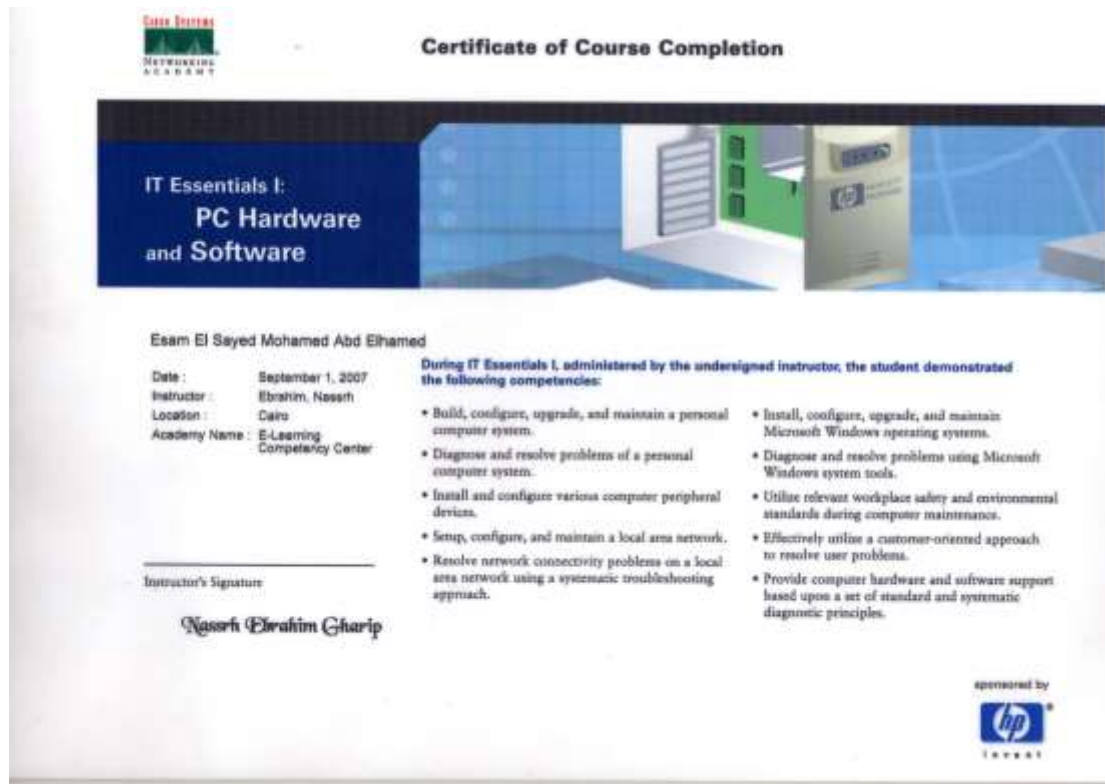 CISCO SYSTEMS
NETWORKING
ACADEMY
Certificate of Course Completion
IT Essentials I:
PC Hardware
and Software
hp
Esam El Sayed Mohamed Abd Elhamed
Date : September 1, 2007
Instructor : Ebrahim, Nassrh
Location : Cairo
Academy Name : E-Learning
Competency Center
During IT Essentials I, administered by the undersigned instructor, the student demonstrated
the following competencies:
• Build, configure, upgrade, and maintain a personal
computer system.
• Diagnose and resolve problems of a personal
computer system.
• Install and configure various computer peripheral
devices.
• Setup, configure, and maintain a local area network.
• Resolve network connectivity problems on a local
area network using a systematic troubleshooting
approach.
• Install, configure, upgrade, and maintain
Microsoft Windows operating systems.
• Diagnose and resolve problems using Microsoft
Windows system tools.
• Utilize relevant workplace safety and environmental
standards during computer maintenance.
• Effectively utilize a customer-oriented approach
to resolve user problems.
• Provide computer hardware and software support
based upon a set of standard and systematic
diagnostic principles.
Instructor's Signature
Nassrh Ebrahim Gharip
sponsored by
hp
invent